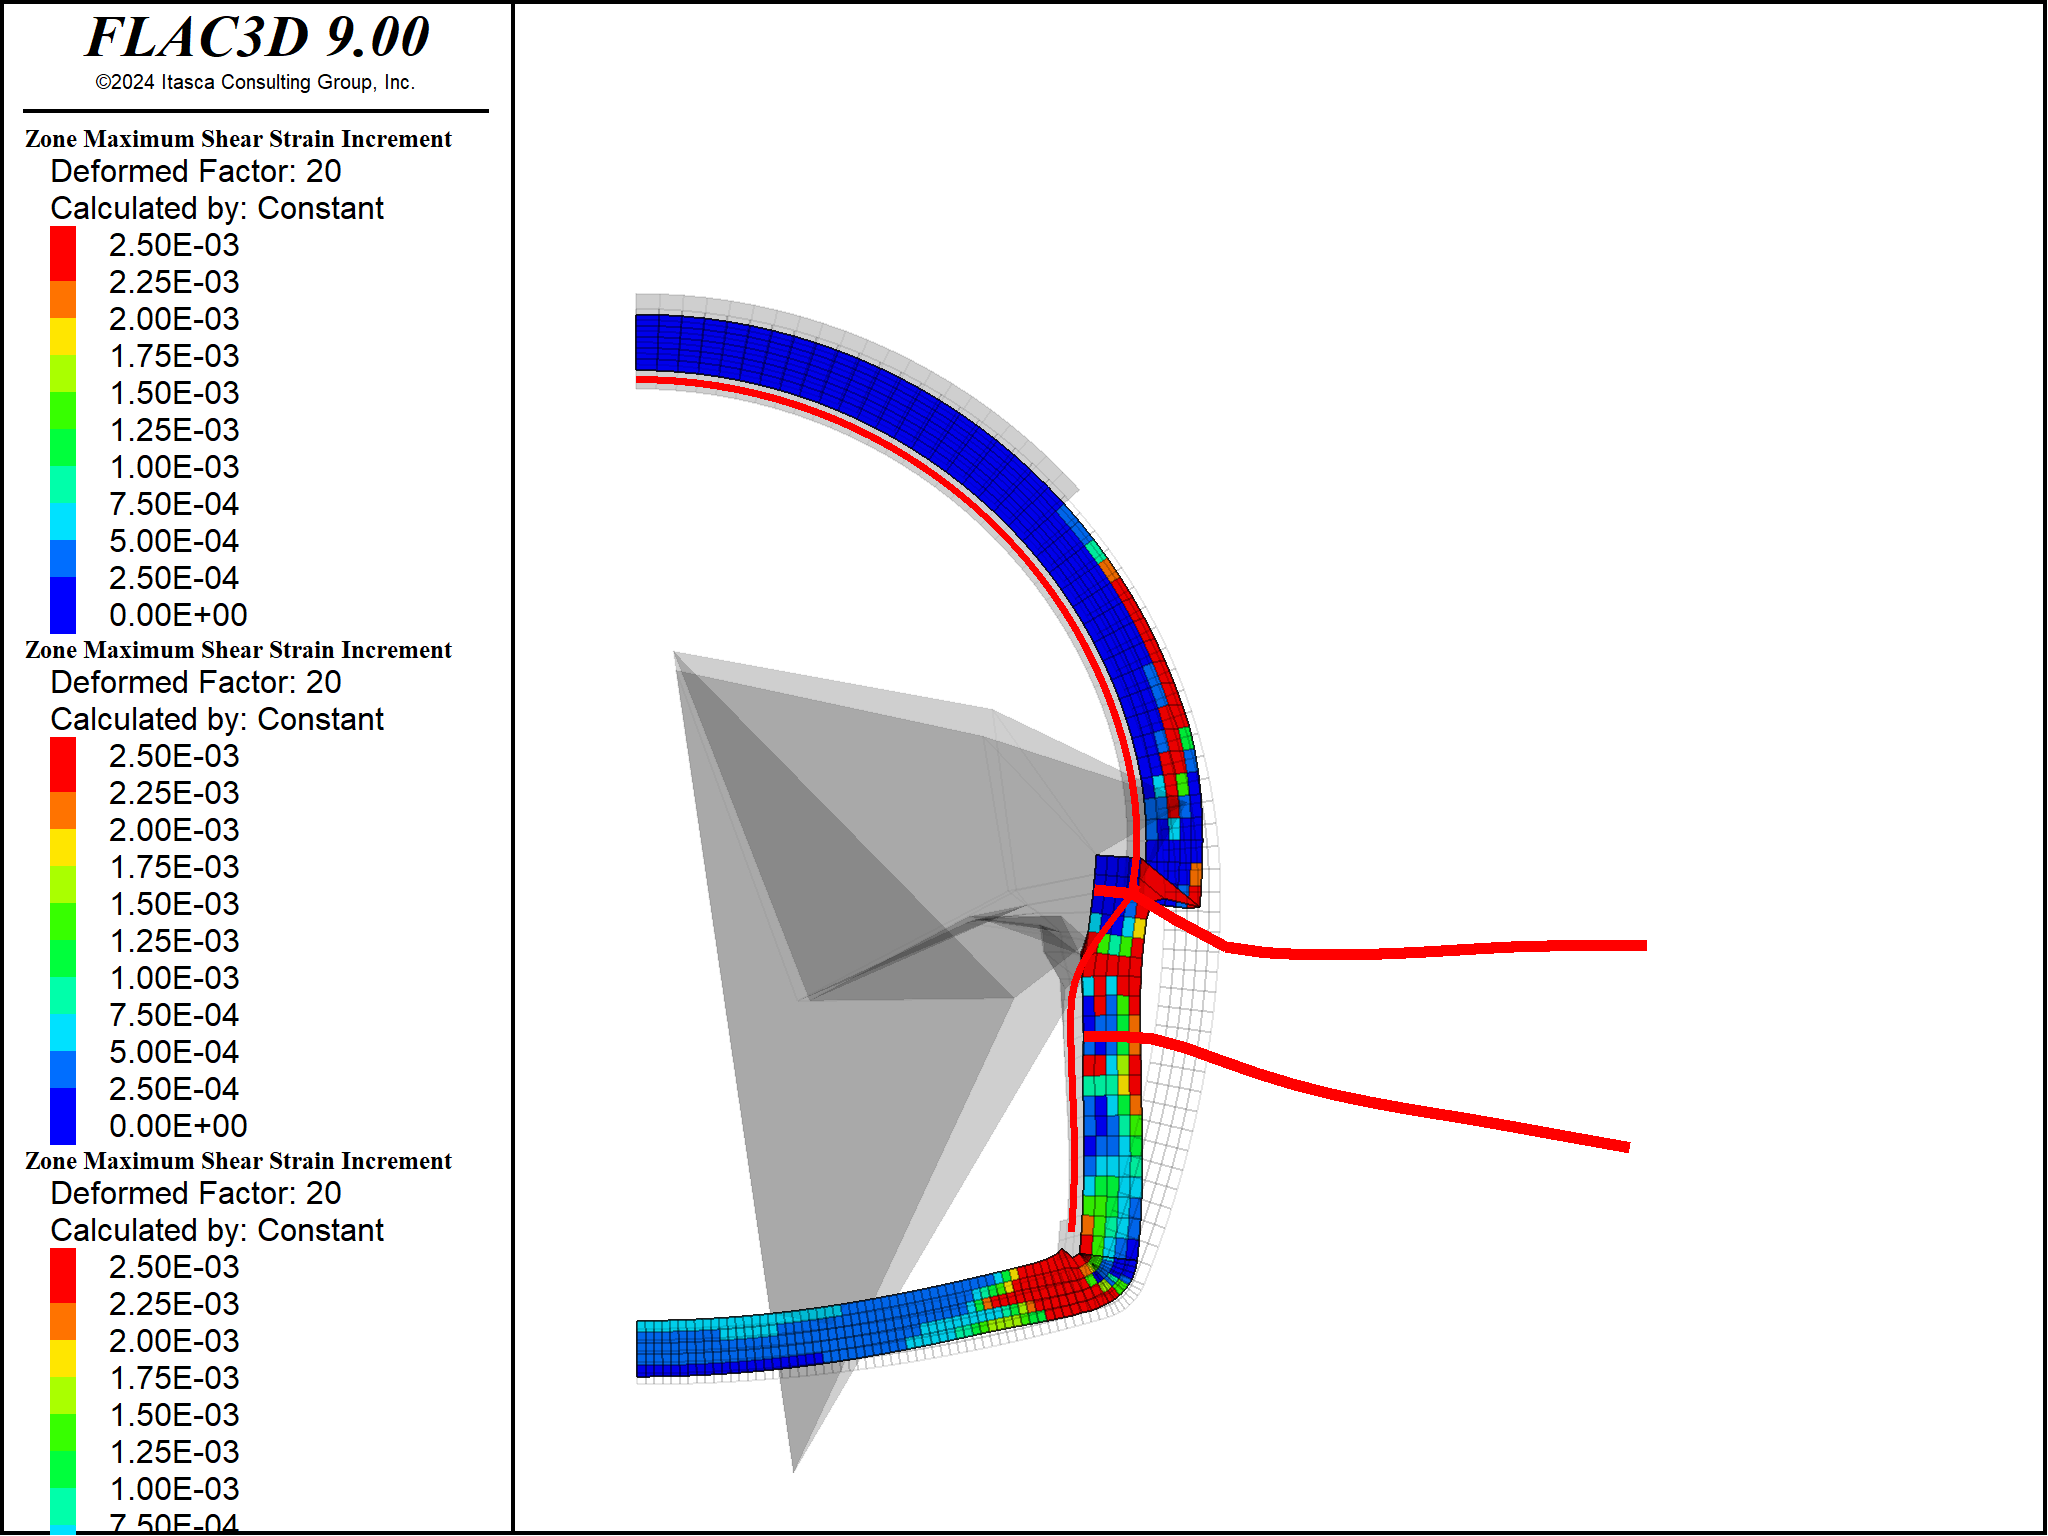 FLAC3D 9.00
©2024 Itasca Consulting Group, Inc.
Zone Maximum Shear Strain Increment
Deformed Factor: 20
Calculated by: Constant
2.50E-03
2.25E-03
2.00E-03
1.75E-03
1.50E-03
1.25E-03
1.00E-03
7.50E-04
5.00E-04
2.50E-04
0.00E+00
Zone Maximum Shear Strain Increment
Deformed Factor: 20
Calculated by: Constant
2.50E-03
2.25E-03
2.00E-03
1.75E-03
1.50E-03
1.25E-03
1.00E-03
7.50E-04
5.00E-04
2.50E-04
0.00E+00
Zone Maximum Shear Strain Increment
Deformed Factor: 20
Calculated by: Constant
2.50E-03
2.25E-03
2.00E-03
1.75E-03
1.50E-03
1.25E-03
1.00E-03
7.50E-04